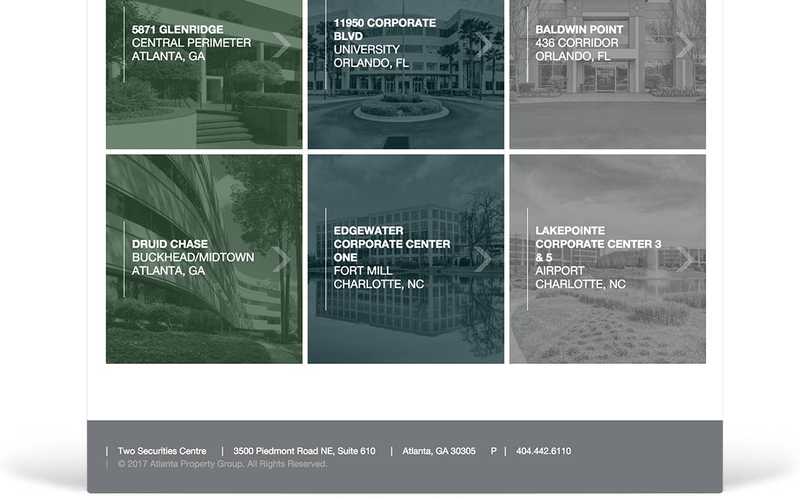 5871 GLENRIDGE
CENTRAL PERIMETER
ATLANTA, GA
11950 CORPORATE
BLVD
UNIVERSITY
ORLANDO, FL
BALDWIN POINT
436 CORRIDOR
ORLANDO, FL
DRUID CHASE
BUCKHEAD/MIDTOWN
ATLANTA, GA
EDGEWATER
CORPORATE CENTER
ONE
FORT MILL
CHARLOTTE, NC
LAKEPOINTE
CORPORATE CENTER 3
& 5
AIRPORT
CHARLOTTE, NC
| Two Securities Centre | 3500 Piedmont Road NE, Suite 610 | Atlanta, GA 30305 P | 404.442.6110
| © 2017 Atlanta Property Group. All Rights Reserved.